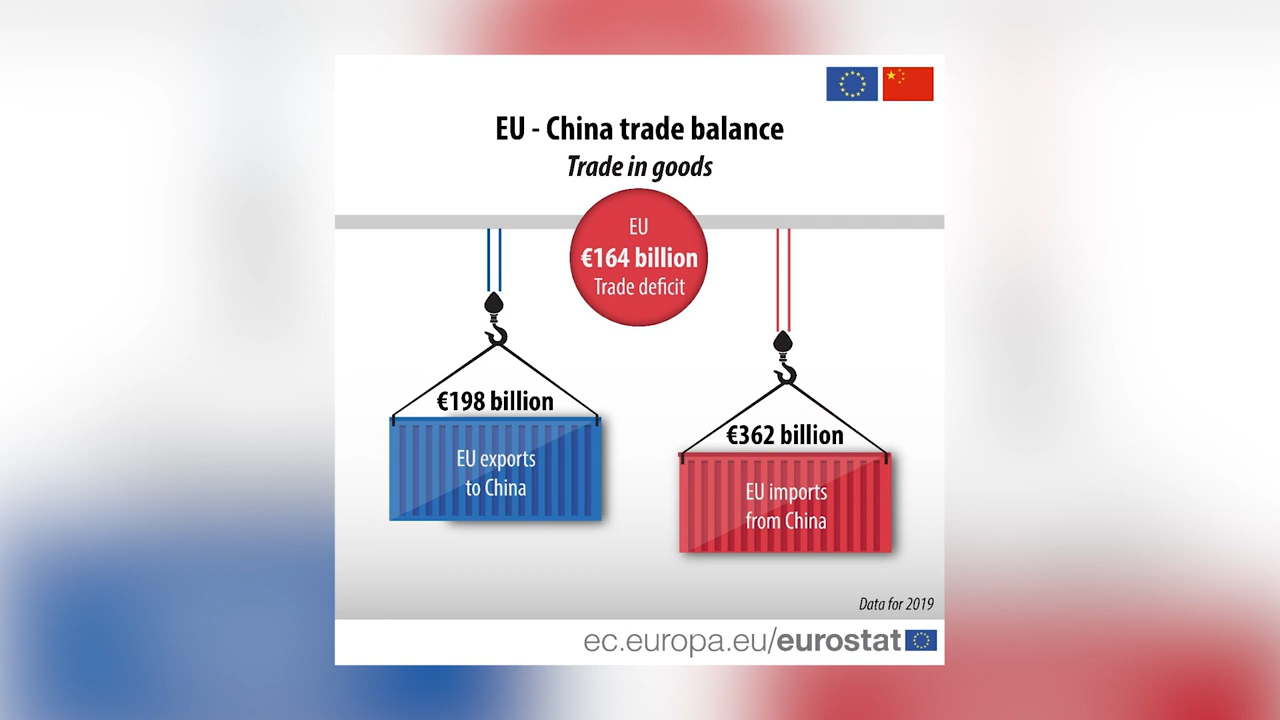 EU - China trade balance
Trade in goods
EU
€164 billion
Trade deficit
€198 billion
EU exports
to China
€362 billion
EU imports
from China
Data for 2019
ec.europa.eu/eurostat